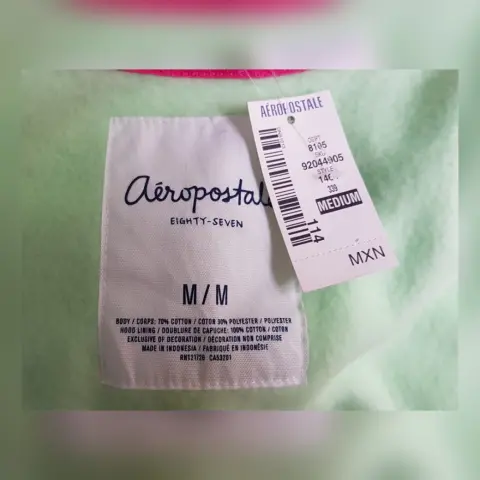 aéropostale
EIGHTY-SEVEN
M/M
BODY / CORPS: 70% COTTON / COTON 30% POLYESTER / POLYESTER
HOOD LINING / DOUBLURE DE CAPUCHE: 100% COTTON / COTON
EXCLUSIVE OF DECORATION / DÉCORATION NON COMPRISE
MADE IN INDONESIA / FABRIQUÉ EN INDONÉSIE
CA53201
AÉROPOSTALE
DEPT
8105
SKU
92044905
STYLE
339
MEDIUM
114
MXN